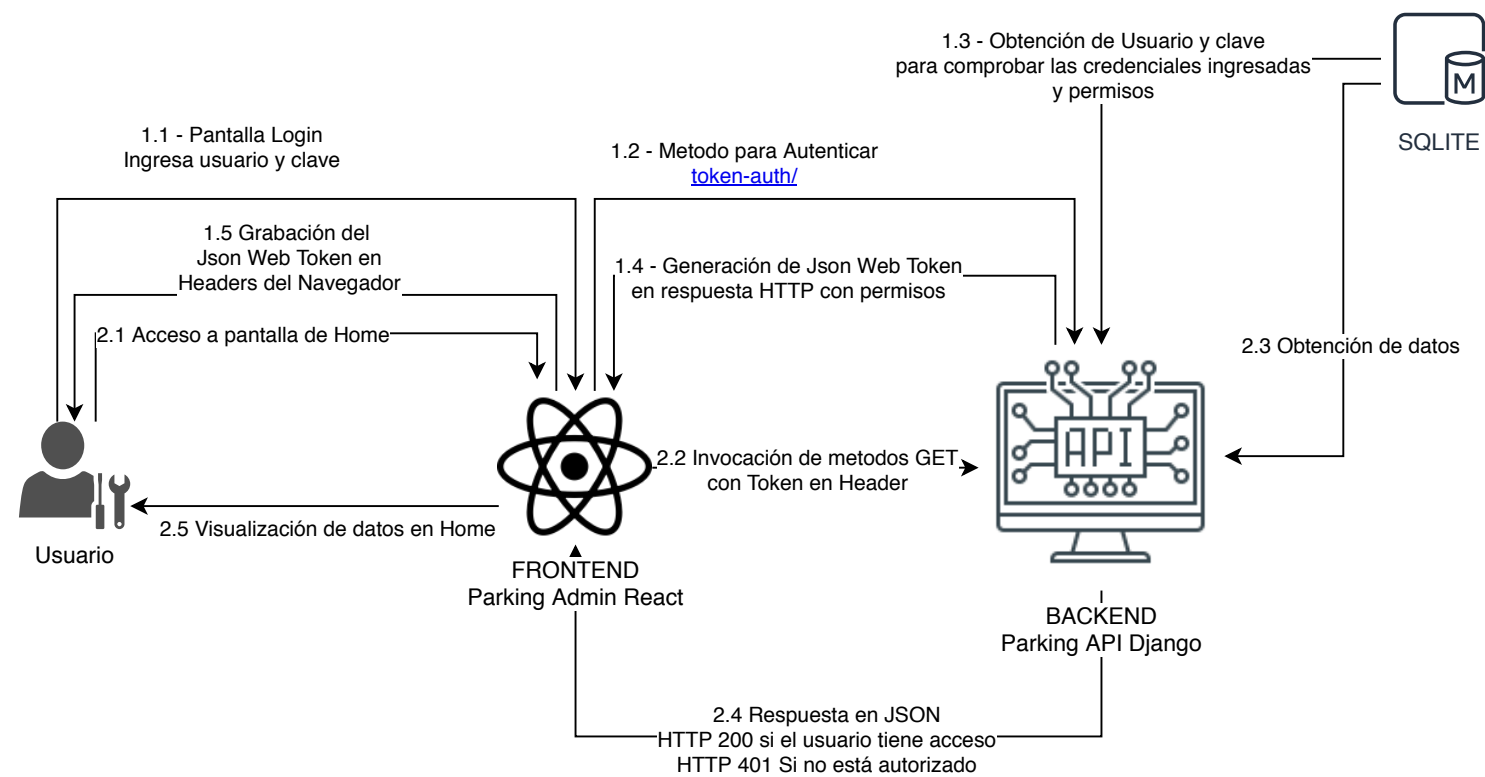 1.3 - Obtención de Usuario y clave
para comprobar las credenciales ingresadas
y permisos
M
SQLITE
1.1 - Pantalla Login
Ingresa usuario y clave
1.2 - Metodo para Autenticar
token-auth/
1.5 Grabación del
Json Web Token en
Headers del Navegador
1.4 - Generación de Json Web Token
en respuesta HTTP con permisos
2.1 Acceso a pantalla de Home
2.3 Obtención de datos
API
2.2 Invocación de metodos GET
con Token en Header
2.5 Visualización de datos en Home
Usuario
FRONTEND
Parking Admin React
BACKEND
Parking API Django
2.4 Respuesta en JSON
HTTP 200 si el usuario tiene acceso
HTTP 401 Si no está autorizado